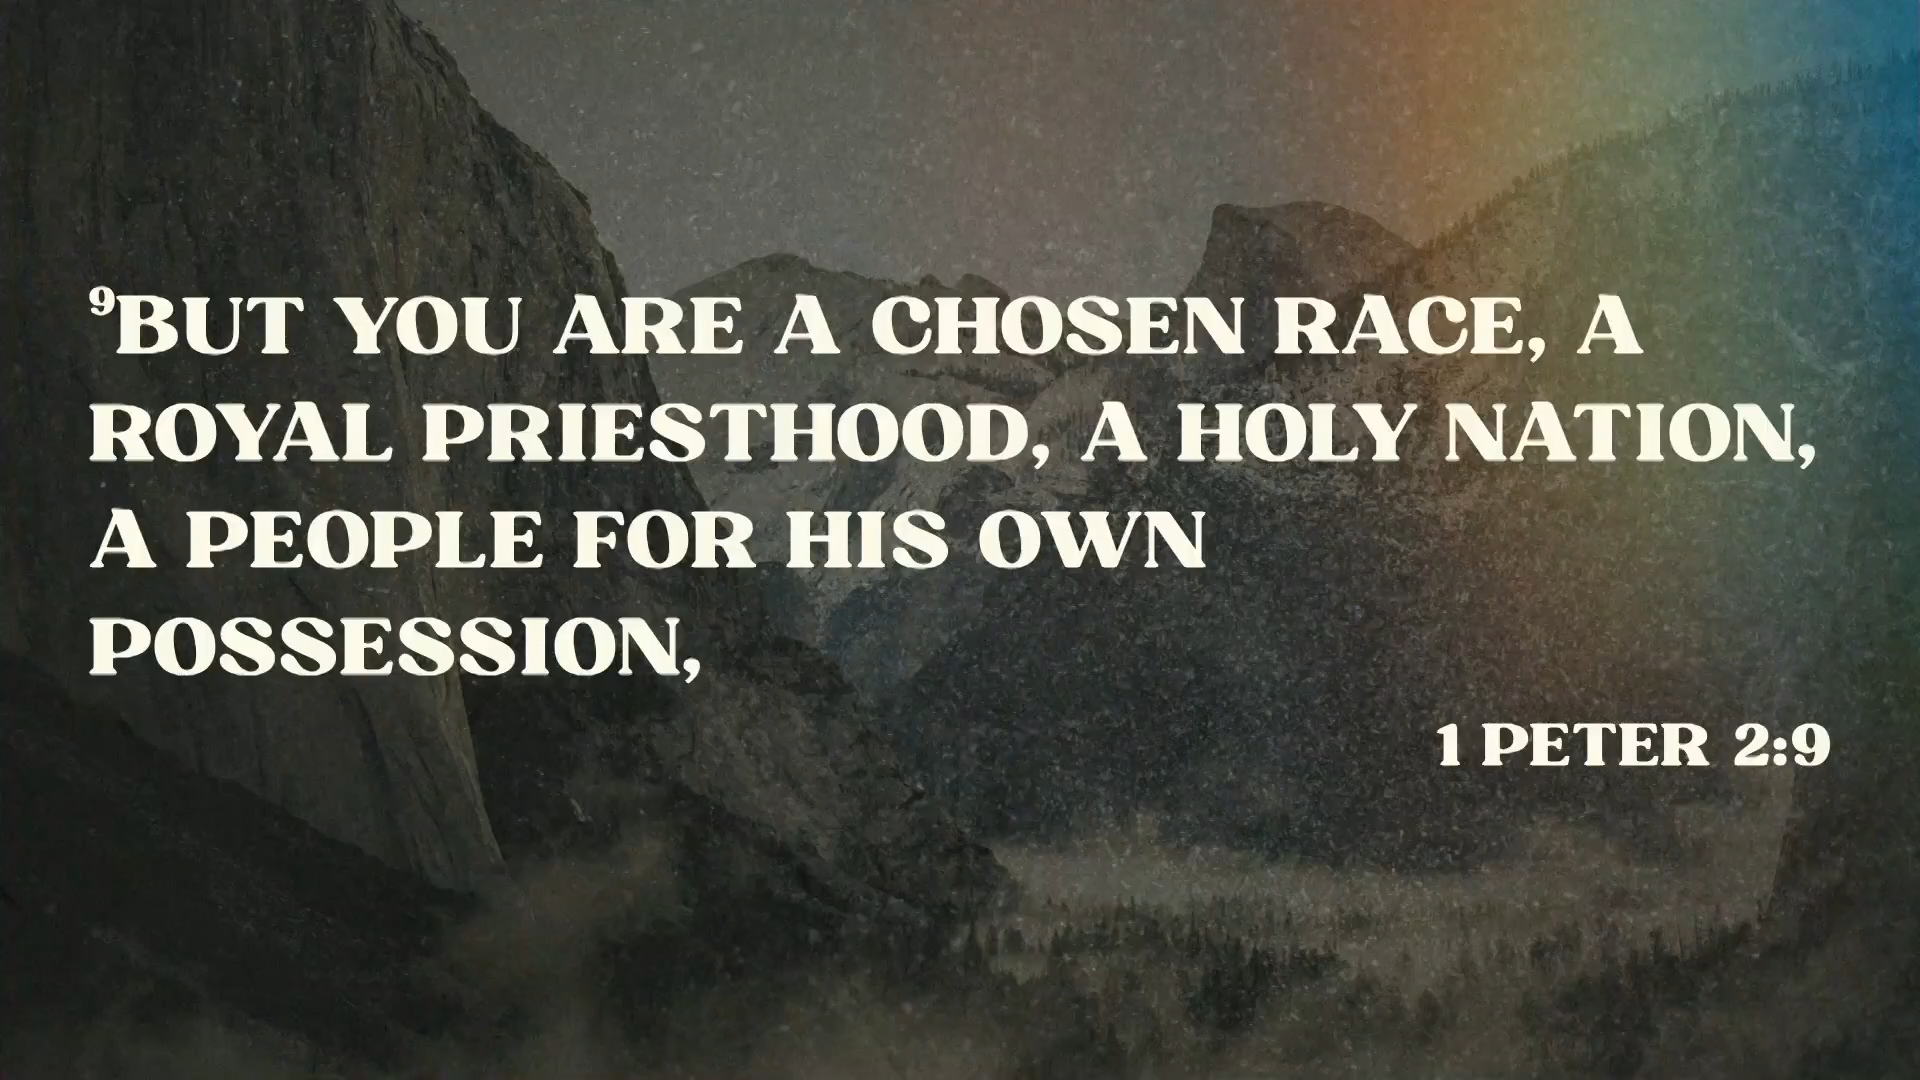 ⁹BUT YOU ARE A CHOSEN RACE, A
ROYAL PRIESTHOOD, A HOLY NATION,
A PEOPLE FOR HIS OWN
POSSESSION,
1 PETER 2:9